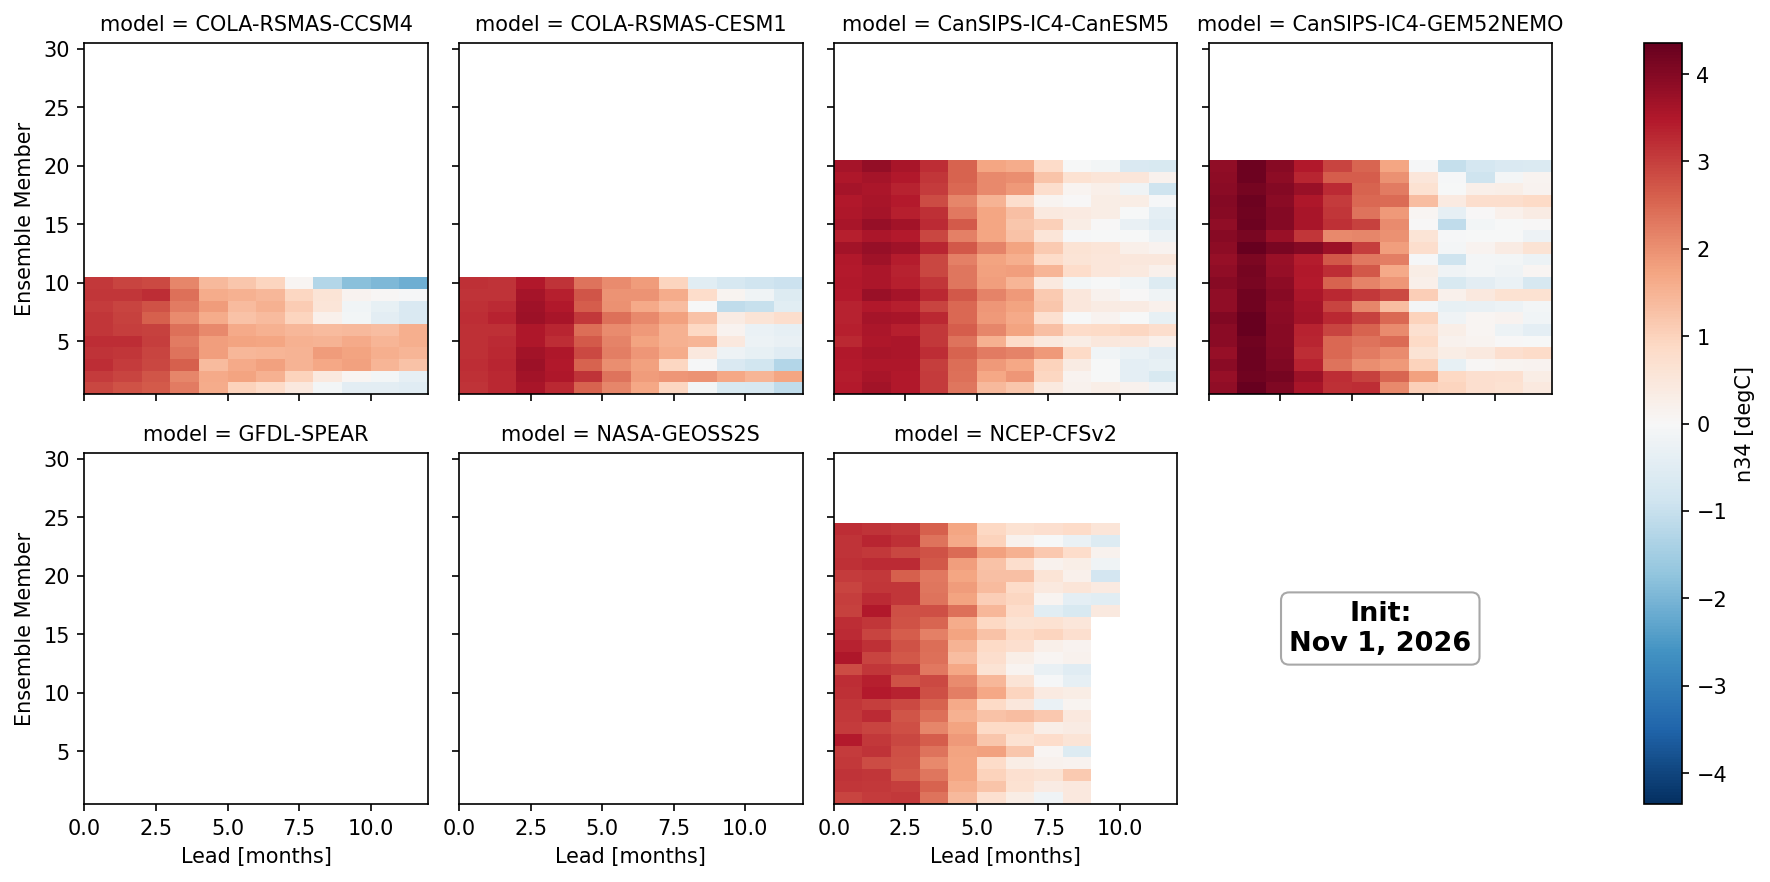 model = COLA-RSMAS-CCSM4
model = COLA-RSMAS-CESM1
model = CanSIPS-IC4-CanESM5
model = CanSIPS-IC4-GEM52NEMO
30
25
20
15
10
5
Ensemble Member
model = GFDL-SPEAR
model = NASA-GEOSS2S
model = NCEP-CFSv2
30
25
20
15
10
5
Ensemble Member
0.0 2.5 5.0 7.5 10.0
Lead [months]
0.0 2.5 5.0 7.5 10.0
Lead [months]
0.0 2.5 5.0 7.5 10.0
Lead [months]
Init:
Nov 1, 2026
4
3
2
1
0
−1
−2
−3
−4
n34 [degC]